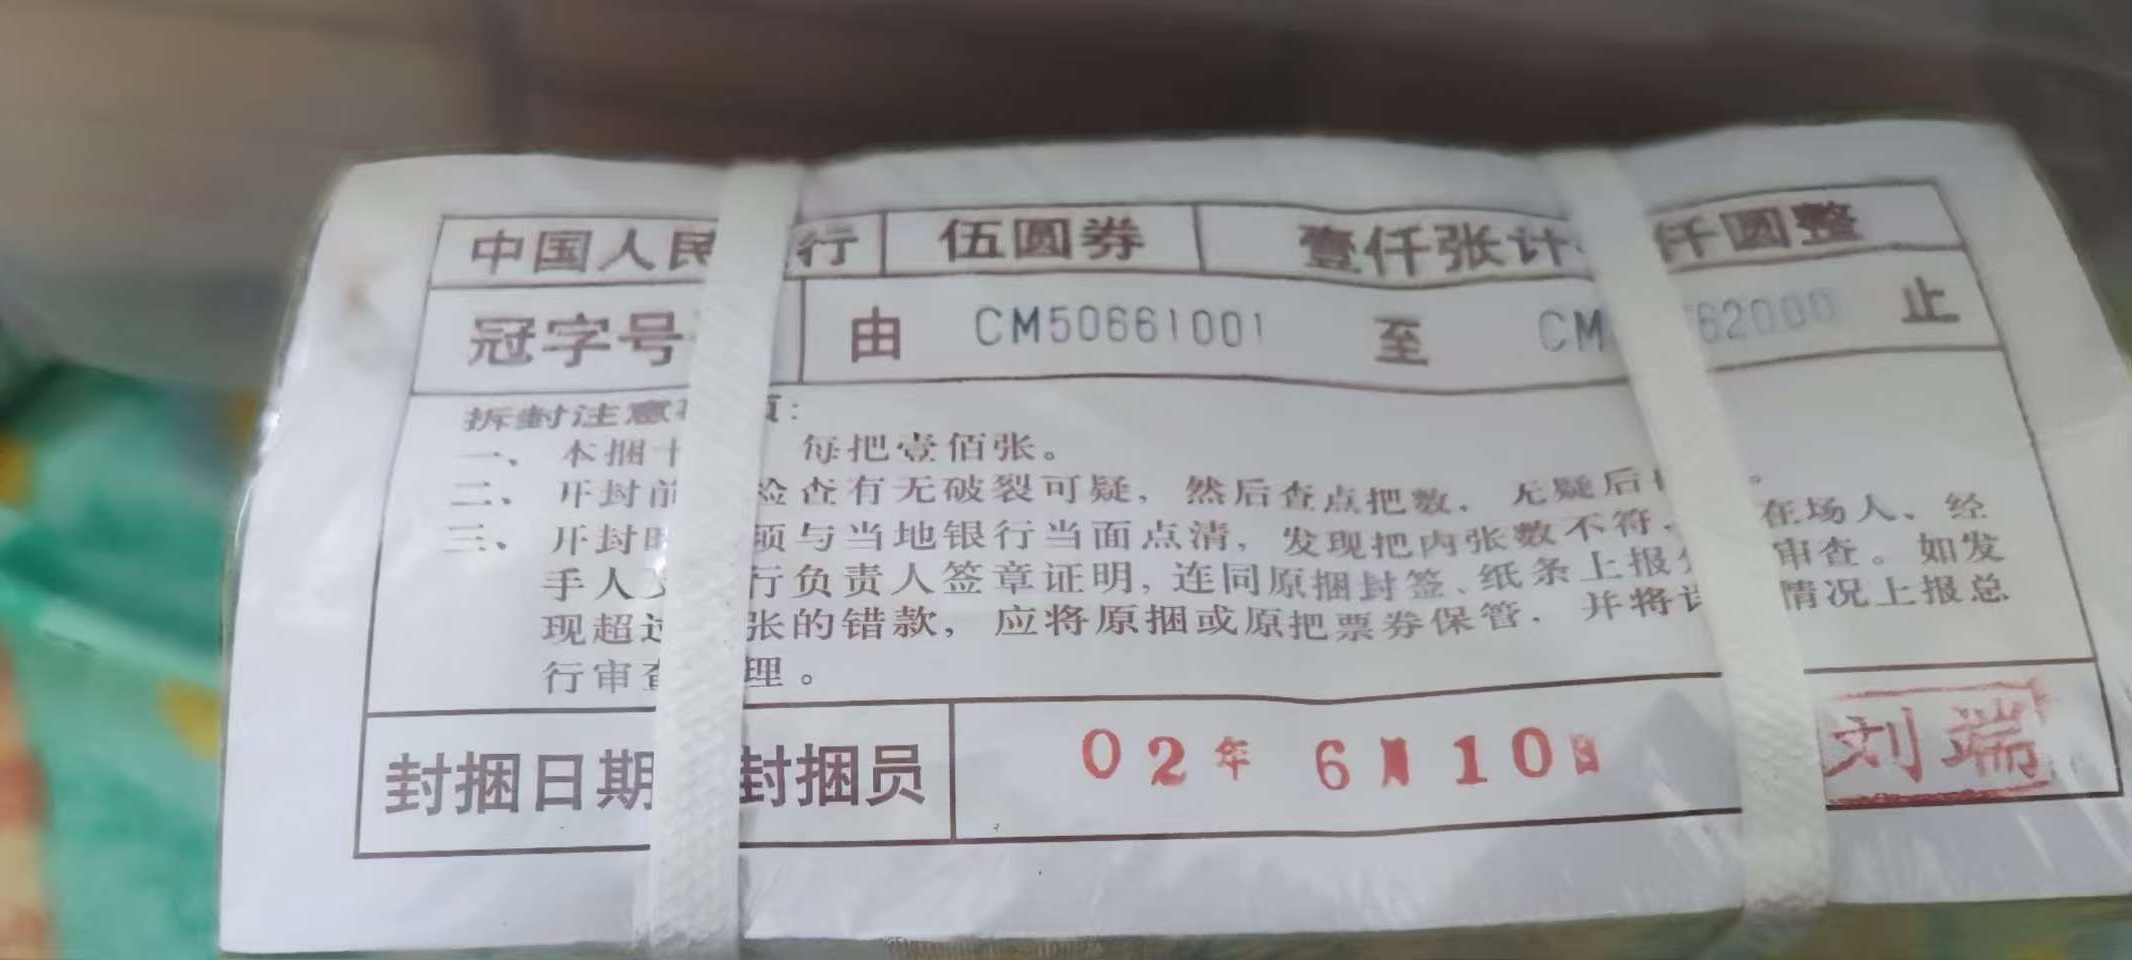 中国人民 行 伍圆券 壹仟张计 仟圆整
冠字号 由 CM50661001 至 CM 62000 止
拆封注意 项:
一、本捆十 每把壹佰张。
二、开封前 检查有无破裂可疑，然后查点把数，无疑后 。
三、开封时 须与当地银行当面点清，发现把内张数不符， 在场人、经
手人 行负责人签章证明，连同原捆封签、纸条上报 审查。如发
现超过 张的错款，应将原捆或原把票券保管，并将详 情况上报总
行审查 理。
封捆日期 封捆员 02年 6月10日 刘端